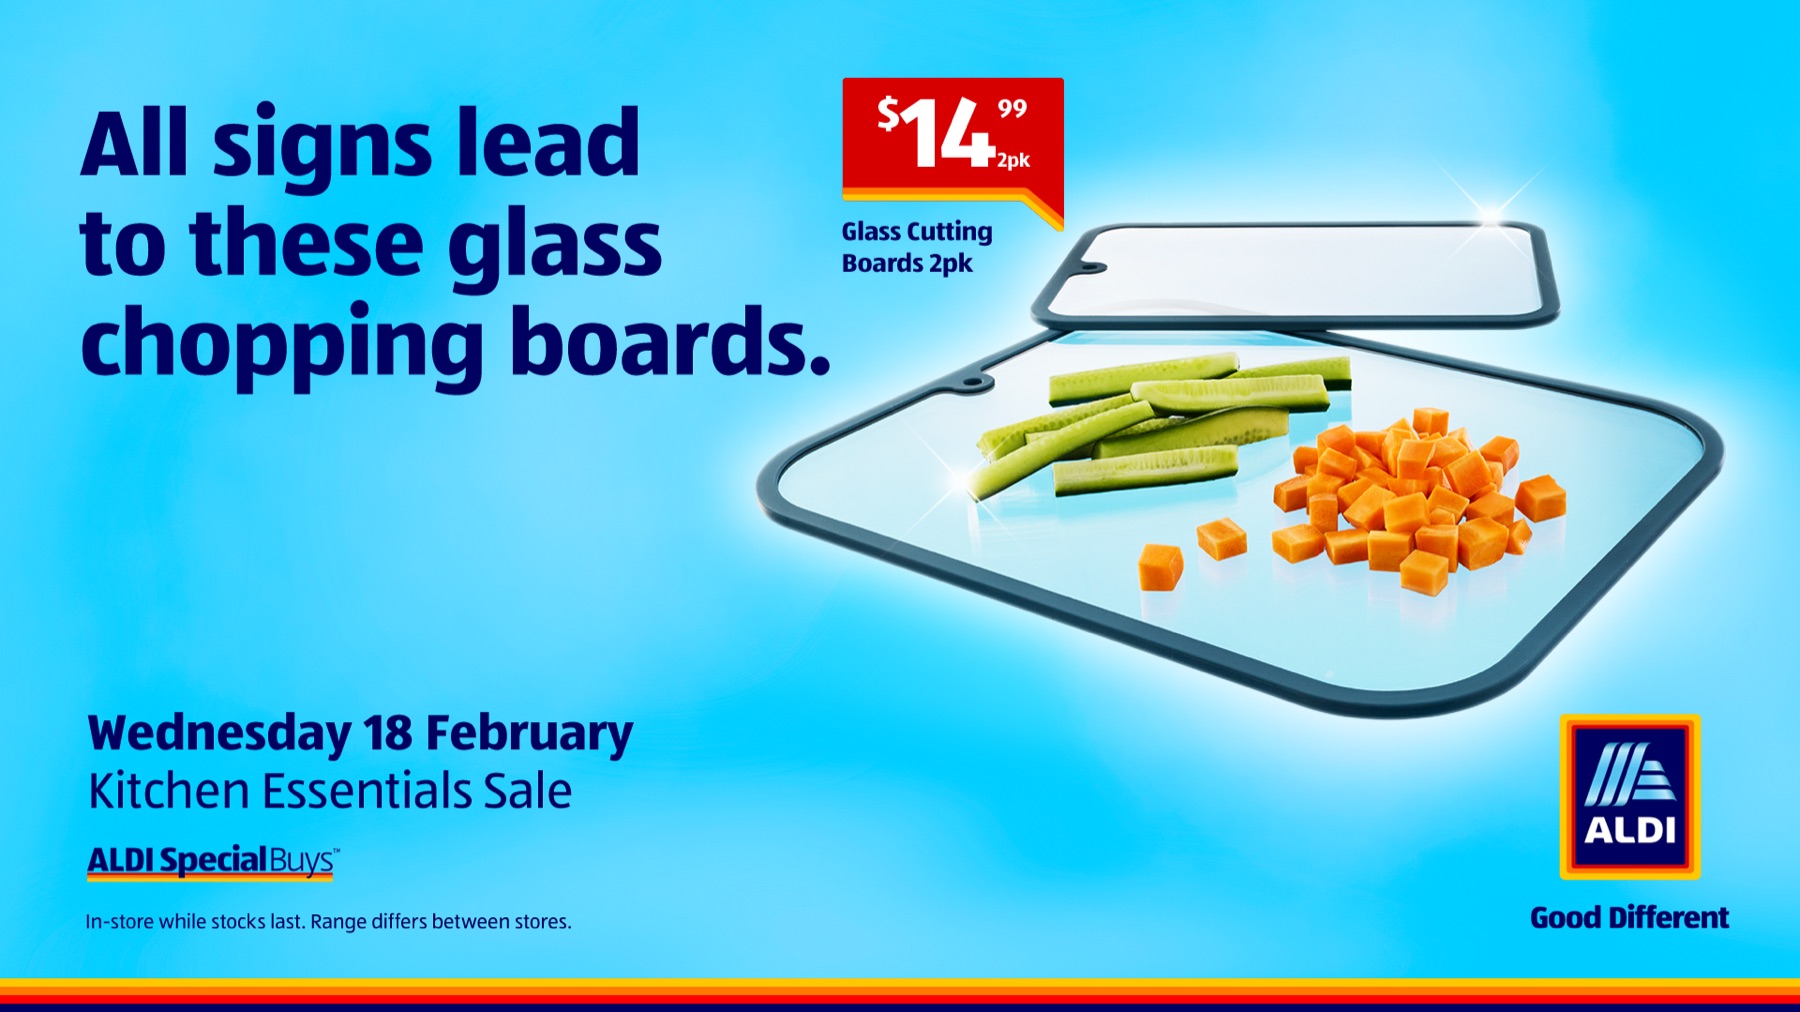 All signs lead
to these glass
chopping boards.
$14.99 2pk
Glass Cutting
Boards 2pk
Wednesday 18 February
Kitchen Essentials Sale
ALDI SpecialBuys™
In-store while stocks last. Range differs between stores.
ALDI
Good Different